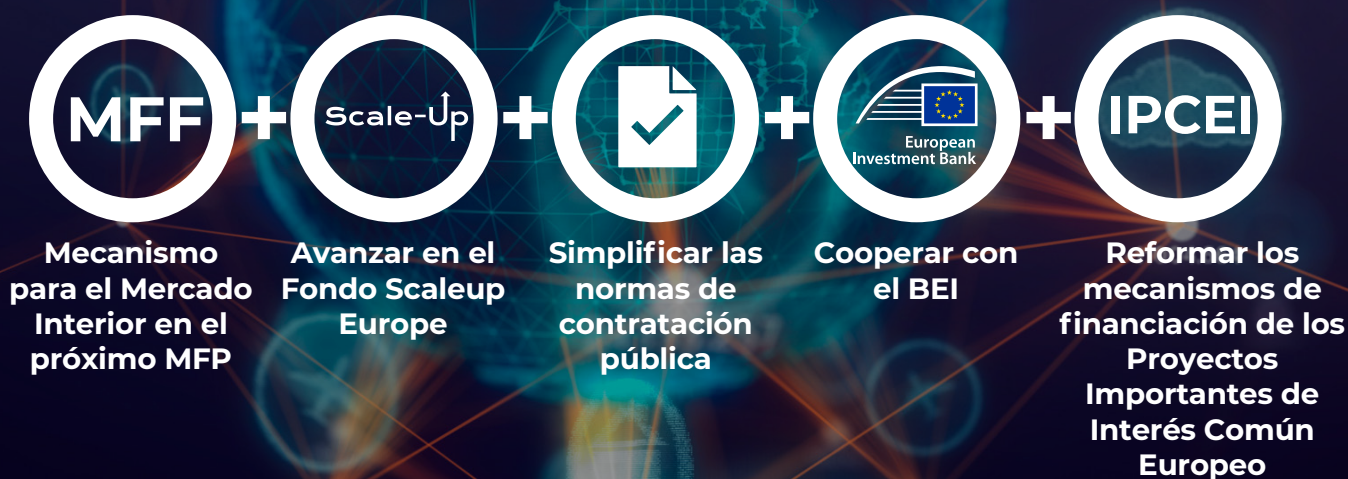 MFF
Mecanismo
para el Mercado
Interior en el
próximo MFP
Scale-Up
Avanzar en el
Fondo Scaleup
Europe
Simplificar las
normas de
contratación
pública
European
Investment Bank
Cooperar con
el BEI
IPCEI
Reformar los
mecanismos de
financiación de los
Proyectos
Importantes de
Interés Común
Europeo